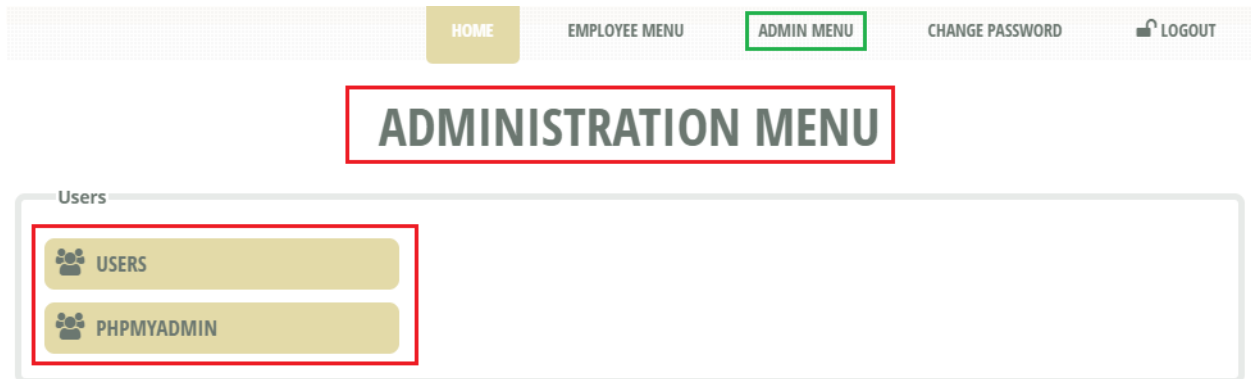 HOME EMPLOYEE MENU ADMIN MENU CHANGE PASSWORD LOGOUT
ADMINISTRATION MENU
Users
USERS
PHPMYADMIN